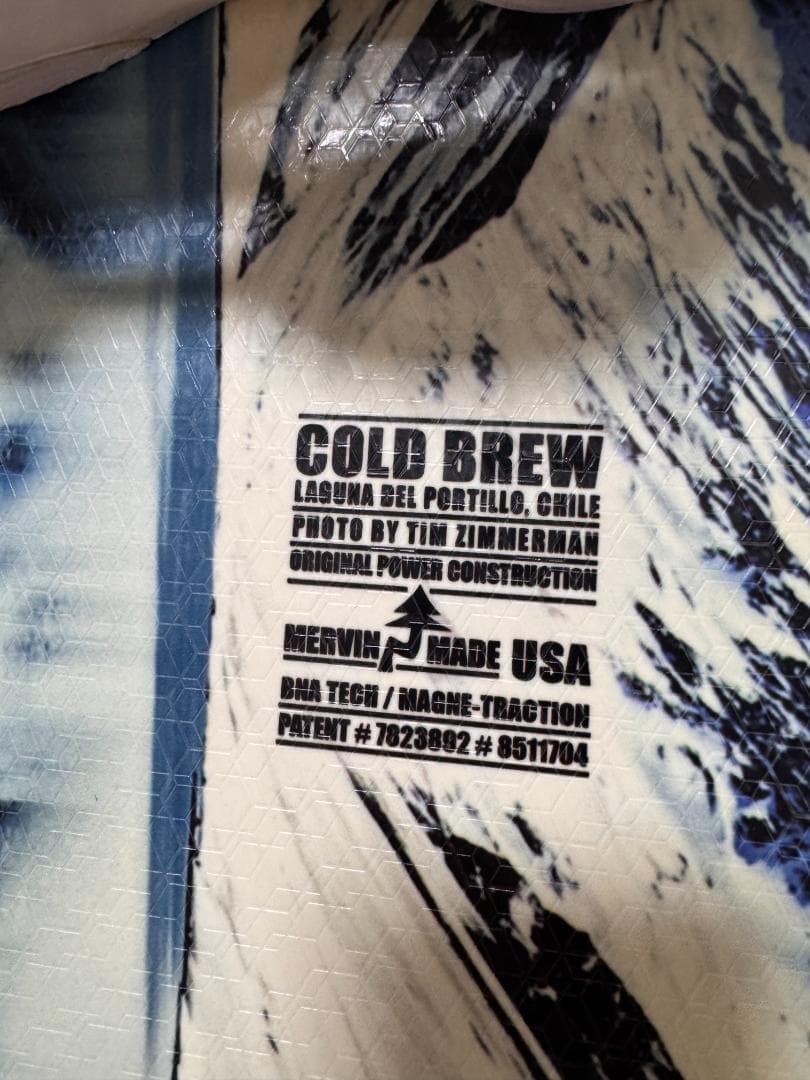 COLD BREW
LAGUNA DEL PORTILLO, CHILE
PHOTO BY TIM ZIMMERMAN
ORIGINAL POWER CONSTRUCTION
MERVIN MADE USA
BNA TECH / MAGNE-TRACTION
PATENT # 7823892 # 8511704